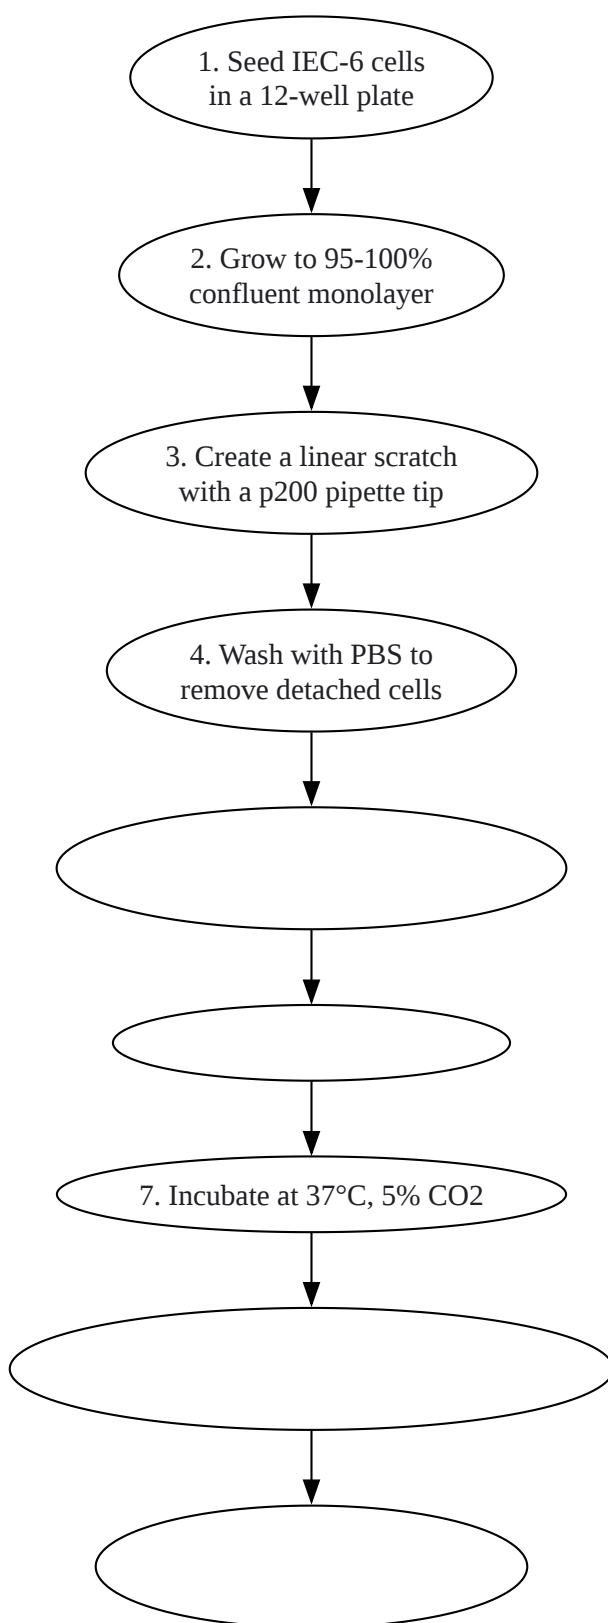 1. Seed IEC-6 cells
in a 12-well plate
2. Grow to 95-100%
confluent monolayer
3. Create a linear scratch
with a p200 pipette tip
4. Wash with PBS to
remove detached cells
7. Incubate at 37°C, 5% CO2